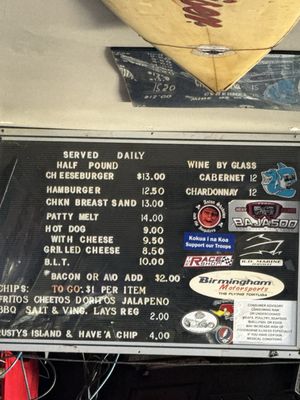 SERVED DAILY
HALF POUND
CHEESEBURGER $13.00
HAMBURGER 12.50
CHKN BREAST SAND 13.00
PATTY MELT 14.00
HOT DOG 9.00
WITH CHEESE 9.50
GRILLED CHEESE 8.50
B.L.T. 10.00
BACON OR AVO ADD $2.00
CHIPS: TO GO: $1 PER ITEM
FRITOS CHEETOS DORITOS JALAPENO
BBQ SALT & VING. LAYS REG
2.00
RUSTYS ISLAND & HAVE'A CHIP 4.00
WINE BY GLASS
CABERNET 12
CHARDONNAY 12
BAJA500
Kokua i na Koa
Support our Troops
RACE
Birmingham
Motorsports
THE FLYING TORTUGA